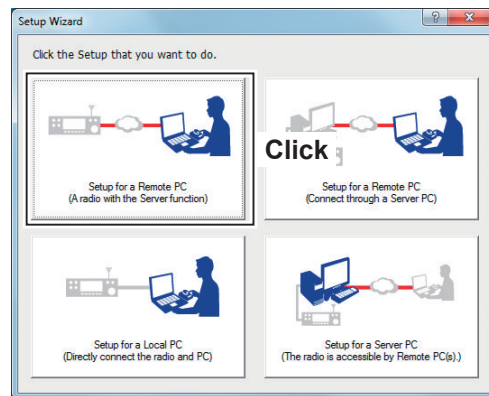 Setup Wizard
Click the Setup that you want to do.
Click
Setup for a Remote PC
(A radio with the Server function)
Setup for a Remote PC
(Connect through a Server PC)
Setup for a Local PC
(Directly connect the radio and PC)
Setup for a Server PC
(The radio is accessible by Remote PC(s).)